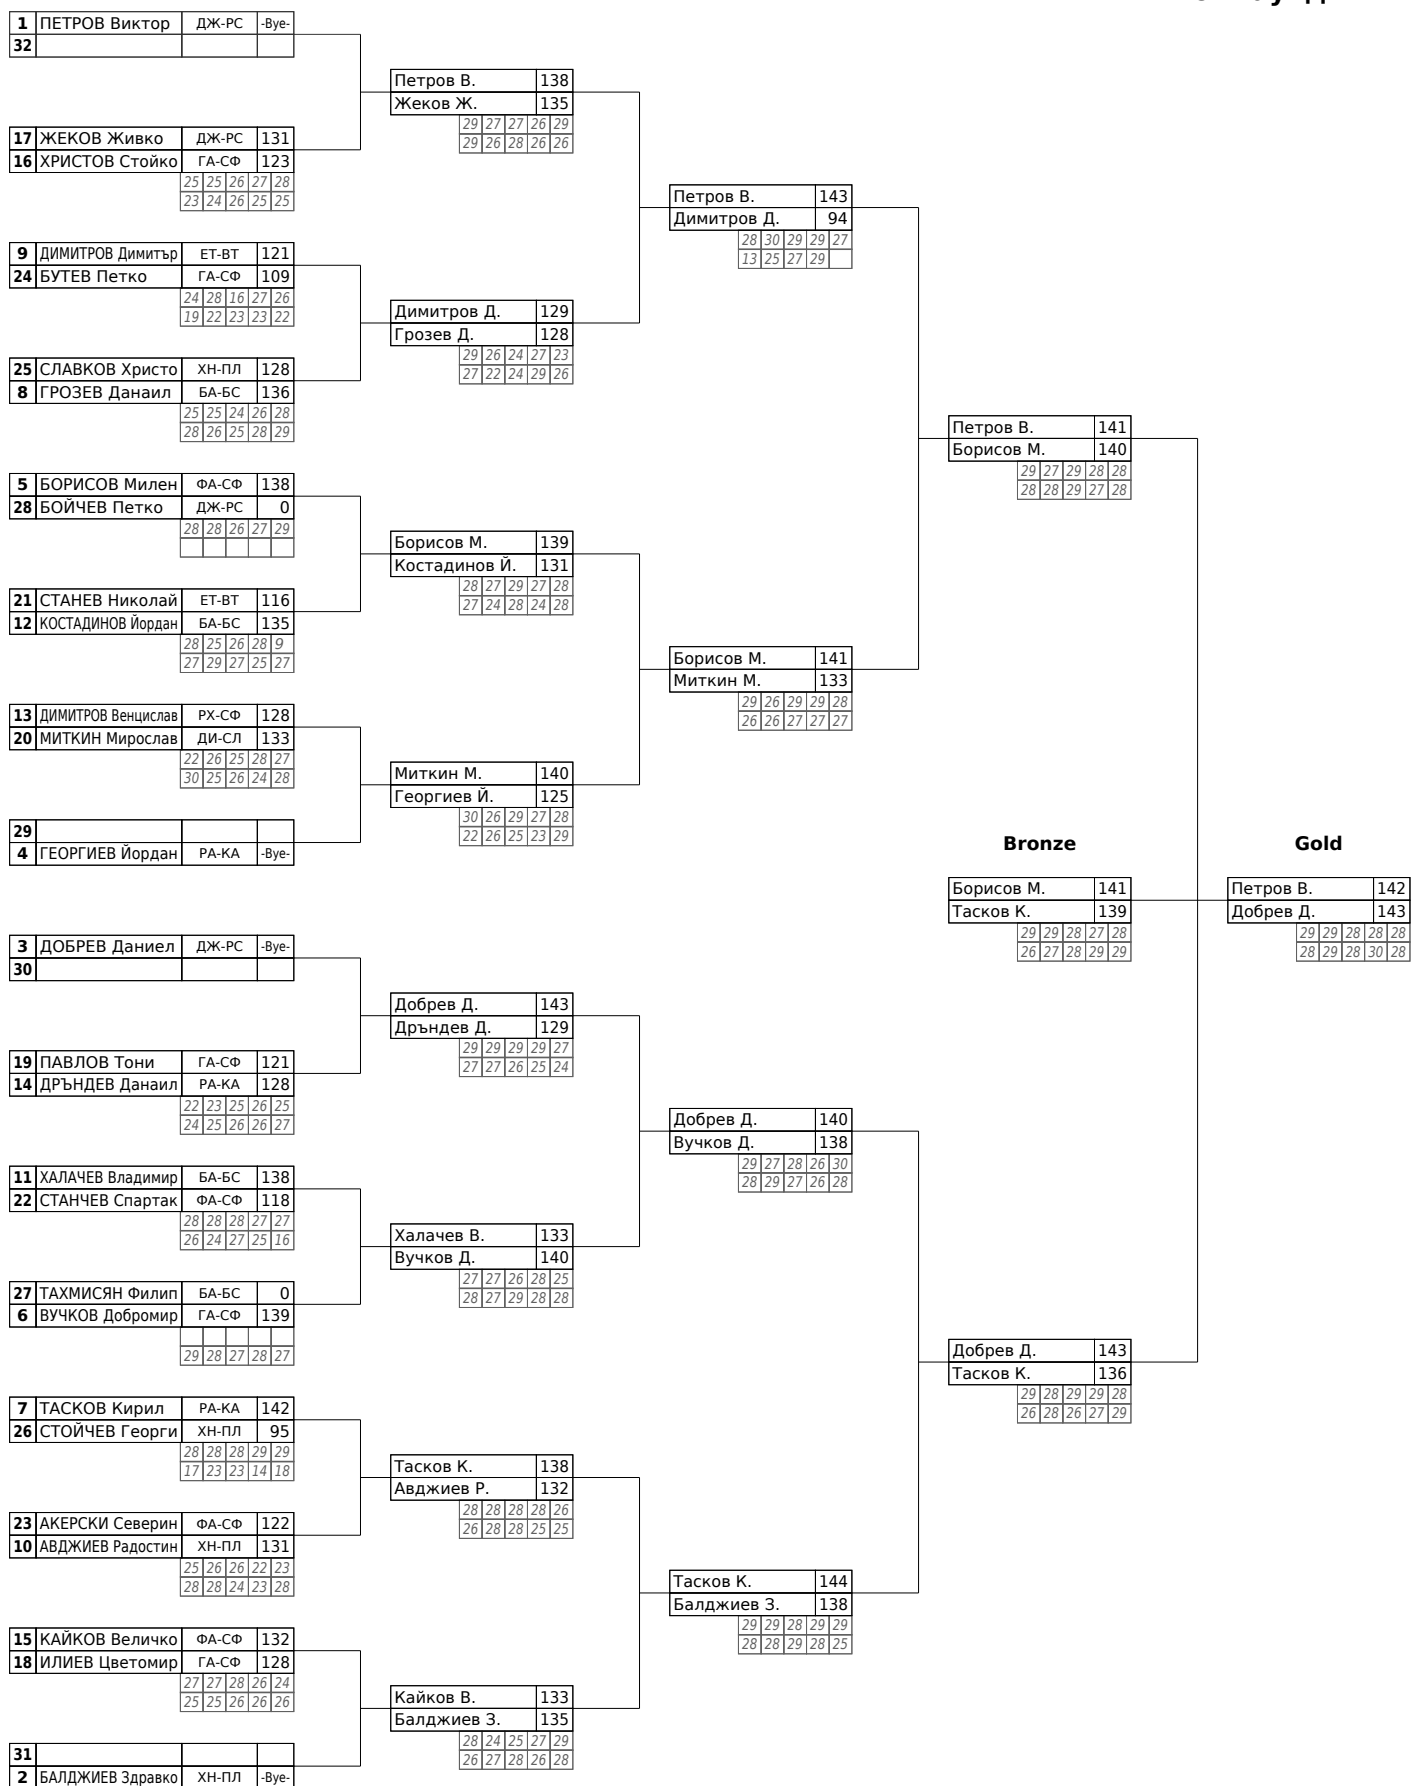 1 ПЕТРОВ Виктор ДЖ-РС -Bye-
32
Петров В. 138
Жеков Ж. 135
29 27 27 26 29
29 26 28 26 26
17 ЖЕКОВ Живко ДЖ-РС 131
16 ХРИСТОВ Стойко ГА-СФ 123
25 25 26 27 28
23 24 26 25 25
Петров В. 143
Димитров Д. 94
28 30 29 29 27
13 25 27 29
9 ДИМИТРОВ Димитър ЕТ-ВТ 121
24 БУТЕВ Петко ГА-СФ 109
24 28 16 27 26
19 22 23 23 22
Димитров Д. 129
Грозев Д. 128
29 26 24 27 23
27 22 24 29 26
25 СЛАВКОВ Христо ХН-ПЛ 128
8 ГРОЗЕВ Данаил БА-БС 136
25 25 24 26 28
28 26 25 28 29
Петров В. 141
Борисов М. 140
29 27 29 28 28
28 28 29 27 28
5 БОРИСОВ Милен ФА-СФ 138
28 БОЙЧЕВ Петко ДЖ-РС 0
28 28 26 27 29
Борисов М. 139
Костадинов Й. 131
28 27 29 27 28
27 24 28 24 28
21 СТАНЕВ Николай ЕТ-ВТ 116
12 КОСТАДИНОВ Йордан БА-БС 135
28 25 26 28 9
27 29 27 25 27
Борисов М. 141
Миткин М. 133
29 26 29 29 28
26 26 27 27 27
13 ДИМИТРОВ Венцислав РХ-СФ 128
20 МИТКИН Мирослав ДИ-СЛ 133
22 26 25 28 27
30 25 26 24 28
Миткин М. 140
Георгиев Й. 125
30 26 29 27 28
22 26 25 23 29
29
4 ГЕОРГИЕВ Йордан РА-КА -Bye-
Bronze Gold
Борисов М. 141
Тасков К. 139
29 29 28 27 28
26 27 28 29 29
Петров В. 142
Добрев Д. 143
29 29 28 28 28
28 29 28 30 28
3 ДОБРЕВ Даниел ДЖ-РС -Bye-
30
Добрев Д. 143
Дръндев Д. 129
29 29 29 29 27
27 27 26 25 24
19 ПАВЛОВ Тони ГА-СФ 121
14 ДРЪНДЕВ Данаил РА-КА 128
22 23 25 26 25
24 25 26 26 27
Добрев Д. 140
Вучков Д. 138
29 27 28 26 30
28 29 27 26 28
11 ХАЛАЧЕВ Владимир БА-БС 138
22 СТАНЧЕВ Спартак ФА-СФ 118
28 28 28 27 27
26 24 27 25 16
Халачев В. 133
Вучков Д. 140
27 27 26 28 25
28 27 29 28 28
27 ТАХМИСЯН Филип БА-БС 0
6 ВУЧКОВ Добромир ГА-СФ 139
29 28 27 28 27
Добрев Д. 143
Тасков К. 136
29 28 29 29 28
26 28 26 27 29
7 ТАСКОВ Кирил РА-КА 142
26 СТОЙЧЕВ Георги ХН-ПЛ 95
28 28 28 29 29
17 23 23 14 18
Тасков К. 138
Авджиев Р. 132
28 28 28 28 26
26 28 28 25 25
23 АКЕРСКИ Северин ФА-СФ 122
10 АВДЖИЕВ Радостин ХН-ПЛ 131
25 26 26 22 23
28 28 24 23 28
Тасков К. 144
Балджиев З. 138
29 29 28 29 29
28 28 29 28 25
15 КАЙКОВ Величко ФА-СФ 132
18 ИЛИЕВ Цветомир ГА-СФ 128
27 27 28 26 24
25 25 26 26 26
Кайков В. 133
Балджиев З. 135
28 24 25 27 29
26 27 28 26 28
31
2 БАЛДЖИЕВ Здравко ХН-ПЛ -Bye-